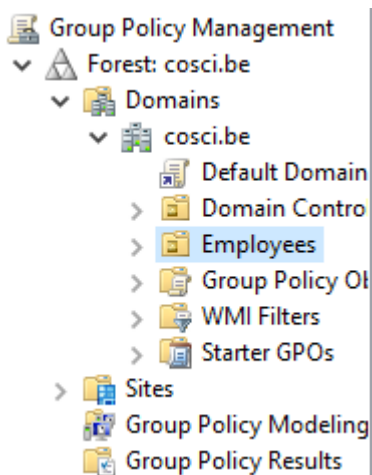 Group Policy Management
Forest: cosci.be
Domains
cosci.be
Default Domain
Domain Contro
Employees
Group Policy Ob
WMI Filters
Starter GPOs
Sites
Group Policy Modeling
Group Policy Results